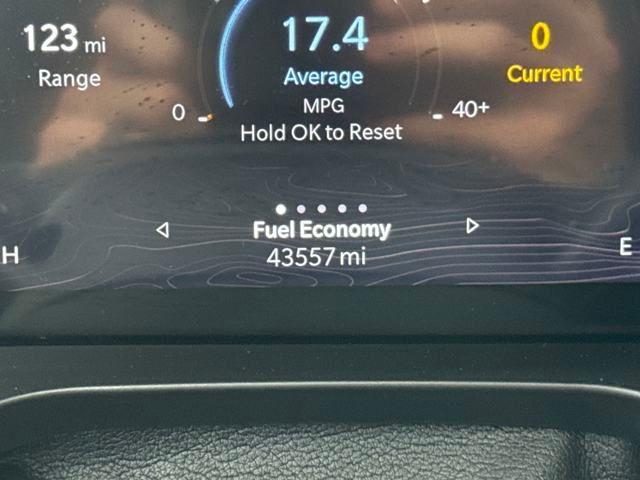 123 mi
Range
17.4
Average
MPG
Hold OK to Reset
0
Current
0
40+
Fuel Economy
43557 mi
H
E